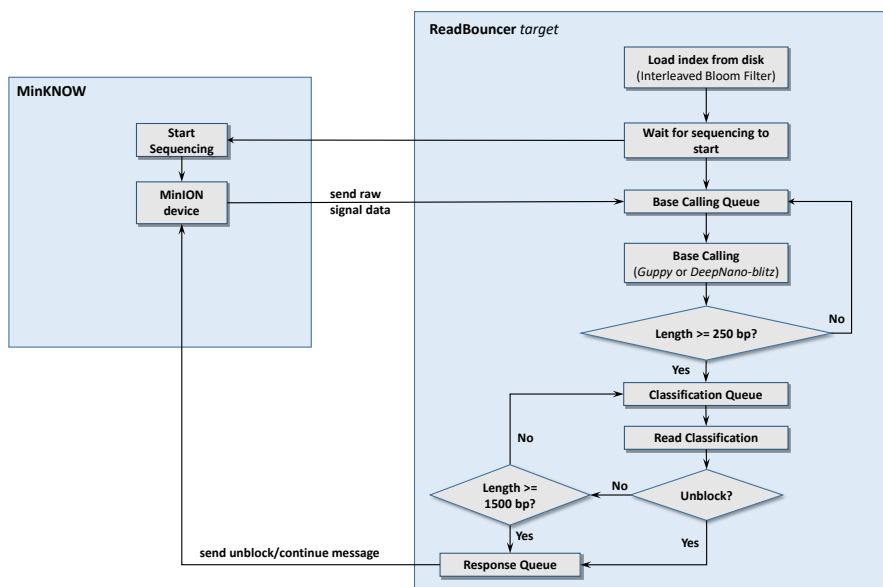 ReadBouncer target
Load index from disk
(Interleaved Bloom Filter)
MinKNOW
Start
Sequencing
Wait for sequencing to
start
MinION
device
send raw
signal data
Base Calling Queue
Base Calling
(Guppy or DeepNano-blitz)
No
Length >= 250 bp?
Yes
Classification Queue
No
Read Classification
Length >=
1500 bp?
No
Unblock?
Yes
Yes
send unblock/continue message
Response Queue